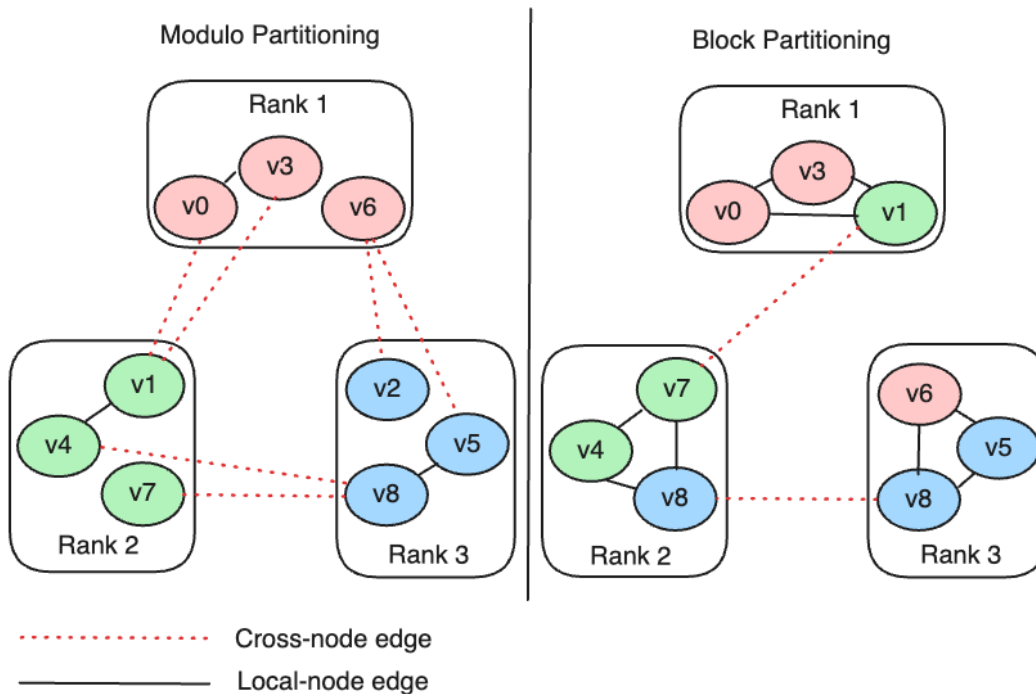 Modulo Partitioning
Rank 1
v3
v0
v6
v1
v4
v7
Rank 2
v2
v5
v8
Rank 3
Block Partitioning
Rank 1
v3
v0
v1
v7
v4
v8
Rank 2
v6
v5
v8
Rank 3
Cross-node edge
Local-node edge